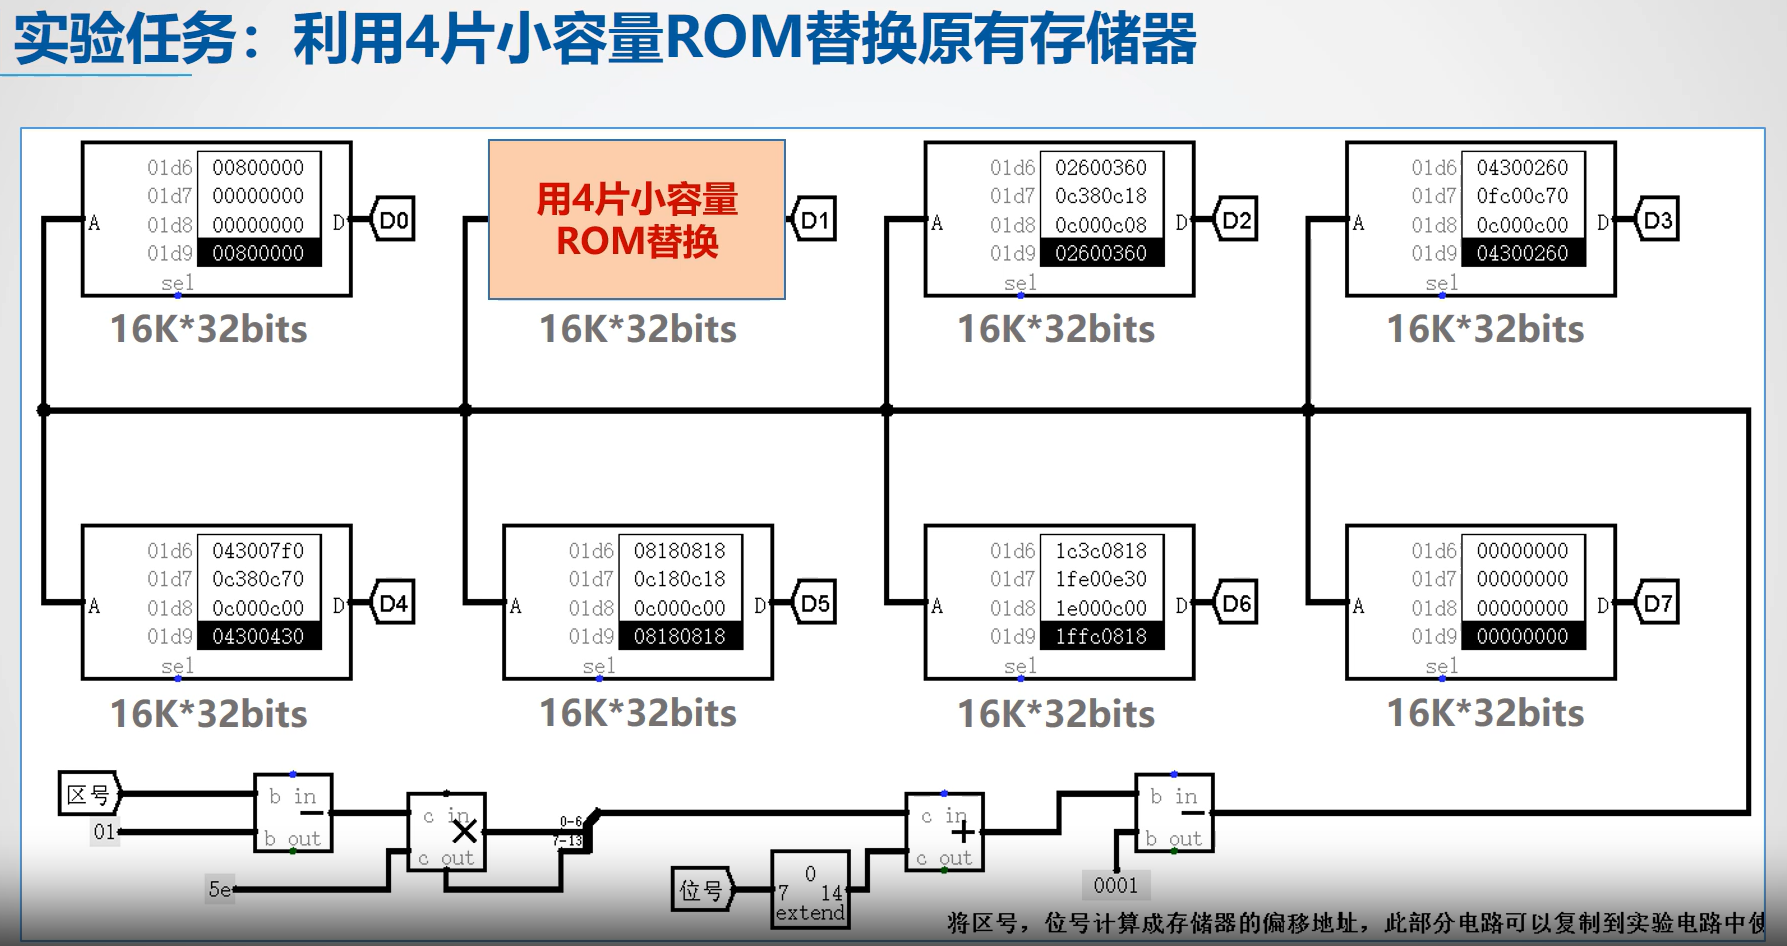 实验任务：利用4片小容量ROM替换原有存储器
01d6 00800000
01d7 00000000
01d8 00000000
01d9 00800000
A
D
sel
D0
16K*32bits
用4片小容量
ROM替换
D1
16K*32bits
01d6 02600360
01d7 0c380c18
01d8 0c000c08
01d9 02600360
A
D
sel
D2
16K*32bits
01d6 04300260
01d7 0fc00c70
01d8 0c000c00
01d9 04300260
A
D
sel
D3
16K*32bits
01d6 043007f0
01d7 0c380c70
01d8 0c000c00
01d9 04300430
A
D
sel
D4
16K*32bits
01d6 08180818
01d7 0c180c18
01d8 0c000c00
01d9 08180818
A
D
sel
D5
16K*32bits
01d6 1c3c0818
01d7 1fe00e30
01d8 1e000c00
01d9 1ffc0818
A
D
sel
D6
16K*32bits
01d6 00000000
01d7 00000000
01d8 00000000
01d9 00000000
A
D
sel
D7
16K*32bits
区号
01
b in
−
b out
5e
c in
×
c out
0-6
7-13
位号
0
7 14
extend
c in
+
c out
b in
−
b out
0001
将区号，位号计算成存储器的偏移地址，此部分电路可以复制到实验电路中使